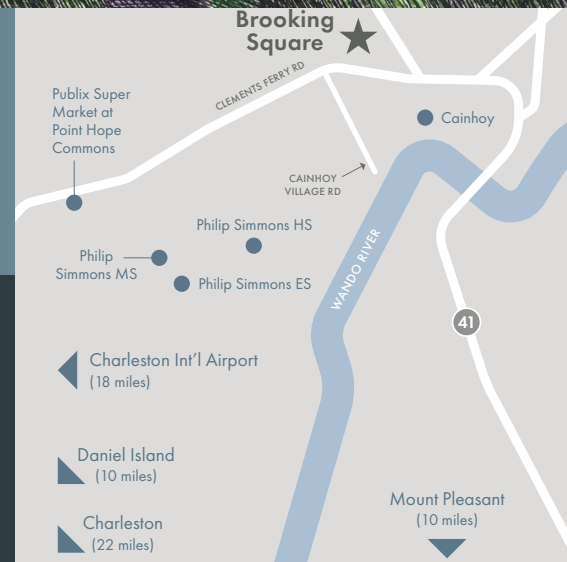 Brooking
Square
CLEMENTS FERRY RD
Publix Super
Market at
Point Hope
Commons
Cainhoy
CAINHOY
VILLAGE RD
Philip Simmons HS
Philip
Simmons MS
Philip Simmons ES
WANDO RIVER
41
Charleston Int’l Airport
(18 miles)
Daniel Island
(10 miles)
Mount Pleasant
(10 miles)
Charleston
(22 miles)